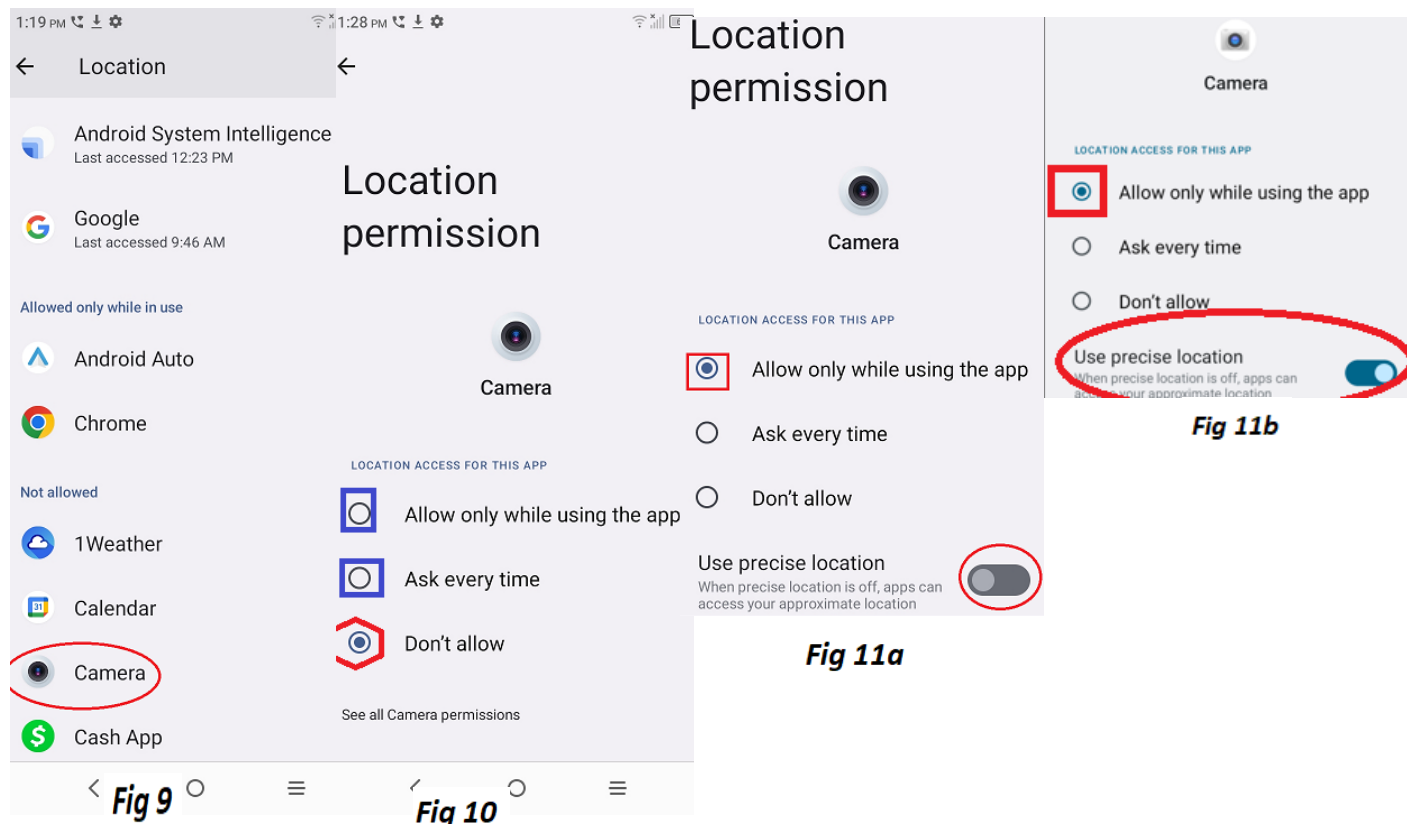 1:19 PM
Location
Android System Intelligence
Last accessed 12:23 PM
Google
Last accessed 9:46 AM
Allowed only while in use
Android Auto
Chrome
Not allowed
1Weather
31
Calendar
Camera
Cash App
Fig 9
1:28 PM
Location
permission
Camera
LOCATION ACCESS FOR THIS APP
Allow only while using the app
Ask every time
Don't allow
See all Camera permissions
Fig 10
Location
permission
Camera
LOCATION ACCESS FOR THIS APP
Allow only while using the app
Ask every time
Don't allow
Use precise location
When precise location is off, apps can
access your approximate location
Fig 11a
Camera
LOCATION ACCESS FOR THIS APP
Allow only while using the app
Ask every time
Don't allow
Use precise location
When precise location is off, apps can
access your approximate location
Fig 11b